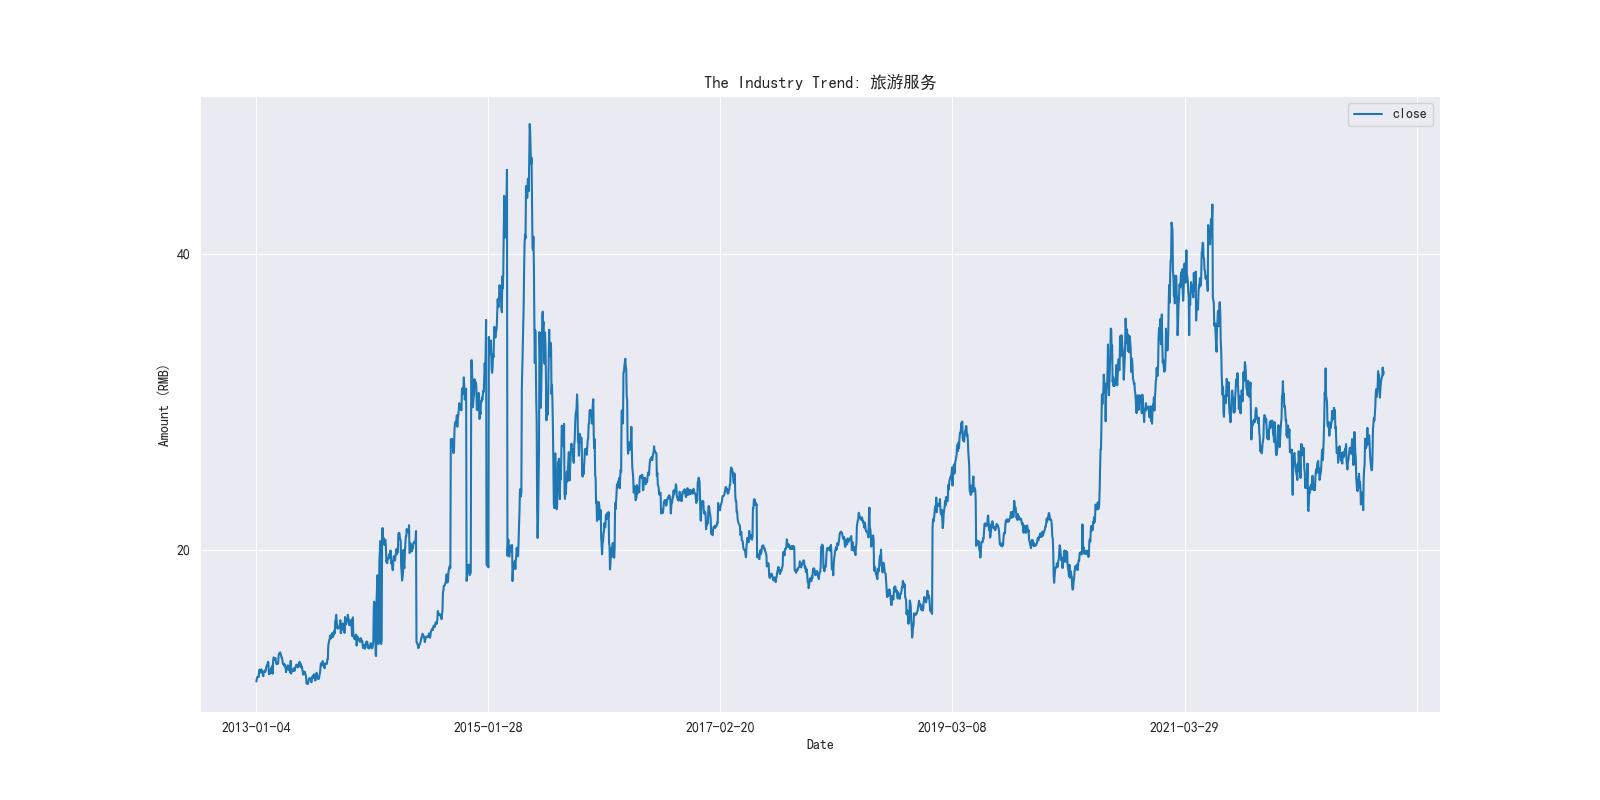 The Industry Trend: 旅游服务
close
Amount (RMB)
40
20
2013-01-04
2015-01-28
2017-02-20
2019-03-08
2021-03-29
Date